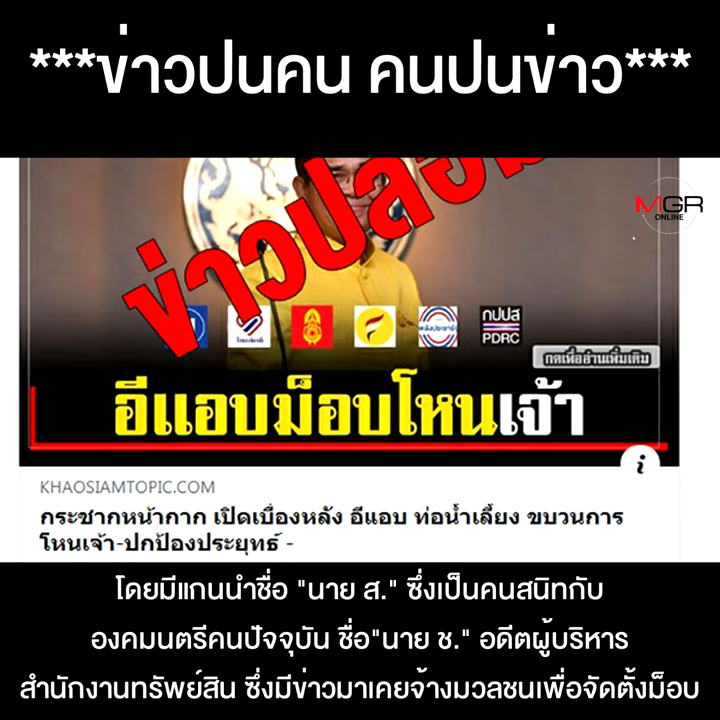 ***ข่าวปนคน คนปนข่าว***
ข่าวปลอม
MGR
ONLINE
กปปส
PDRC
กดเพื่ออ่านเพิ่มเติม
อีแอบม็อบโหนเจ้า
i
KHAOSIAMTOPIC.COM
กระชากหน้ากาก เปิดเบื้องหลัง อีแอบ ท่อน้ำเลี้ยง ขบวนการ
โหนเจ้า-ปกป้องประยุทธ์ -
โดยมีแกนนำชื่อ "นาย ส." ซึ่งเป็นคนสนิทกับ
องคมนตรีคนปัจจุบัน ชื่อ"นาย ช." อดีตผู้บริหาร
สำนักงานทรัพย์สิน ซึ่งมีข่าวมาเคยจ้างมวลชนเพื่อจัดตั้งม็อบ